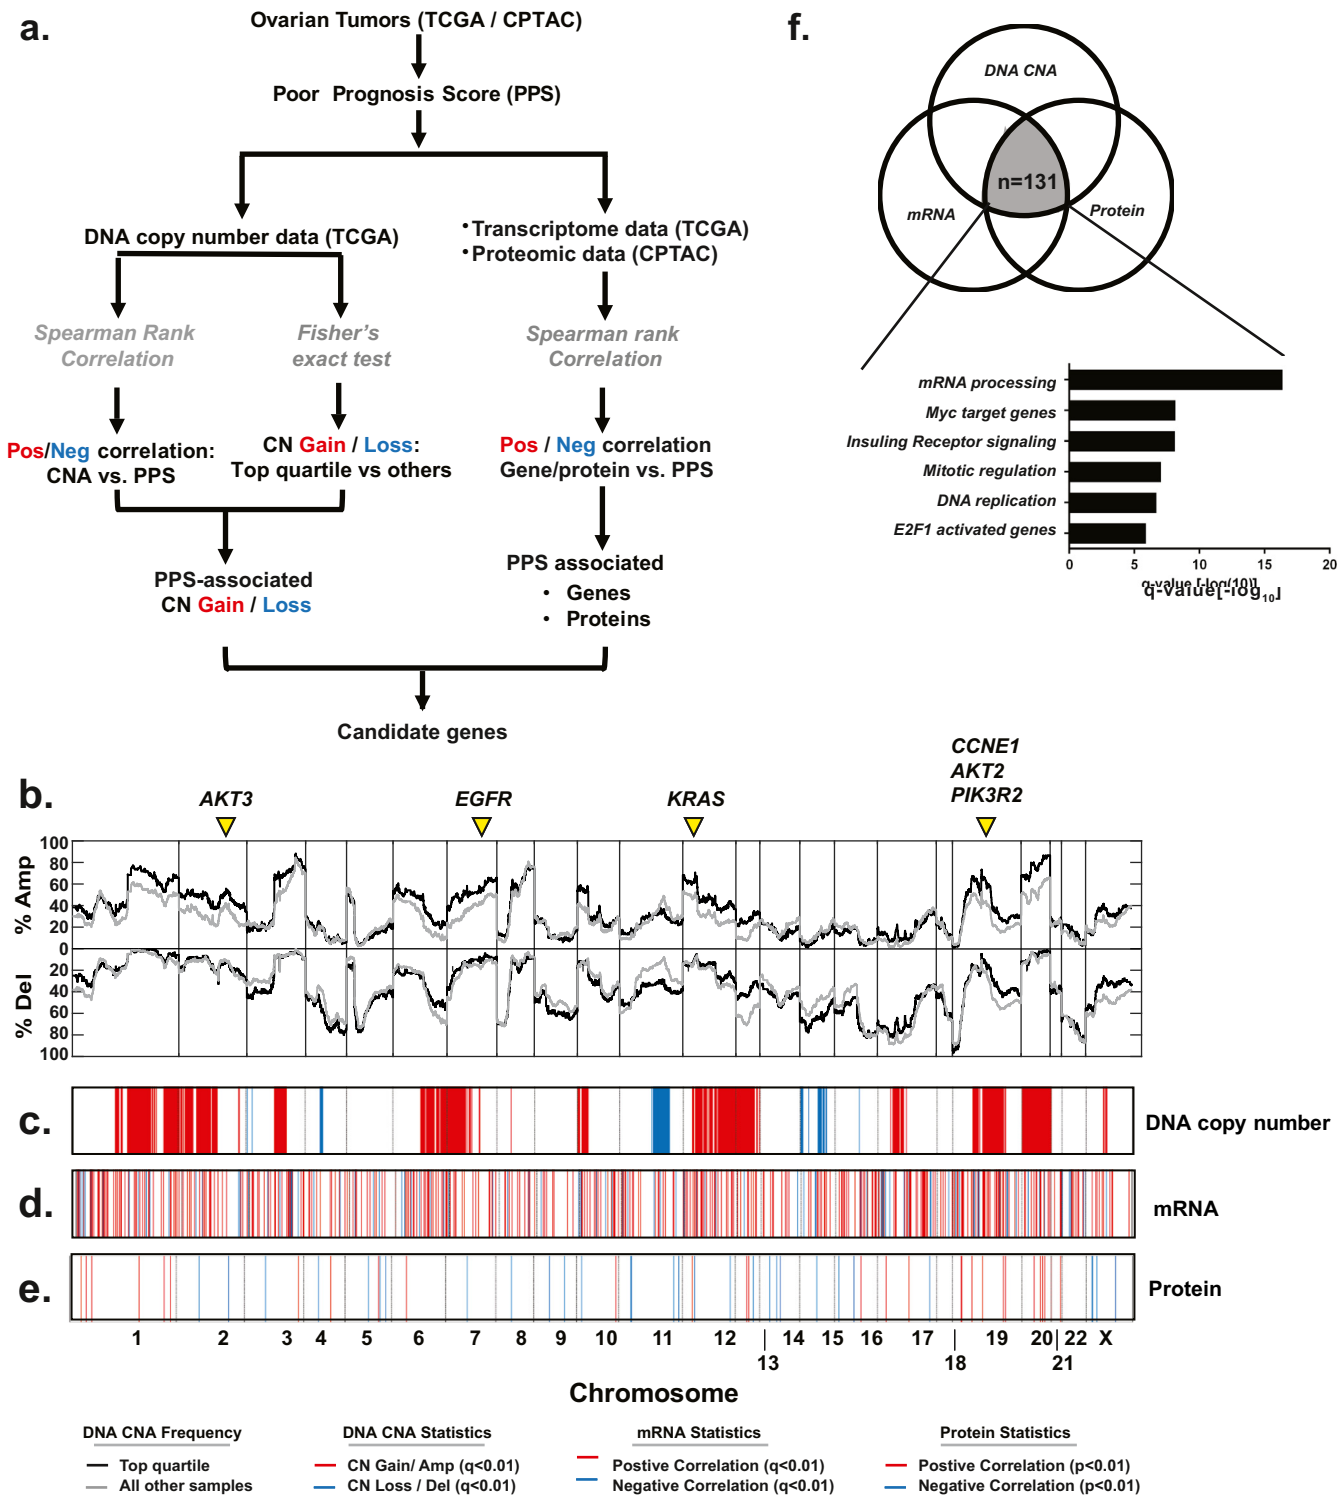 a.
Ovarian Tumors (TCGA / CPTAC)
Poor Prognosis Score (PPS)
DNA copy number data (TCGA)
•Transcriptome data (TCGA)
•Proteomic data (CPTAC)
Spearman Rank
Correlation
Fisher's
exact test
Spearman rank
Correlation
Pos/Neg correlation:
CNA vs. PPS
CN Gain / Loss:
Top quartile vs others
Pos / Neg correlation
Gene/protein vs. PPS
PPS-associated
CN Gain / Loss
PPS associated
• Genes
• Proteins
Candidate genes
f.
DNA CNA
mRNA
n=131
Protein
mRNA processing
Myc target genes
Insuling Receptor signaling
Mitotic regulation
DNA replication
E2F1 activated genes
0 5 10 15 20
q-value [-log(10)]
q-value[-log10]
b.
AKT3
EGFR
KRAS
CCNE1
AKT2
PIK3R2
% Amp
100
80
60
40
20
0
% Del
20
40
60
80
100
c.
DNA copy number
d.
mRNA
e.
Protein
1 2 3 4 5 6 7 8 9 10 11 12 14 15 16 17 19 20 22 X
13 18 21
Chromosome
DNA CNA Frequency
Top quartile
All other samples
DNA CNA Statistics
CN Gain/ Amp (q<0.01)
CN Loss / Del (q<0.01)
mRNA Statistics
Postive Correlation (q<0.01)
Negative Correlation (q<0.01)
Protein Statistics
Postive Correlation (p<0.01)
Negative Correlation (p<0.01)